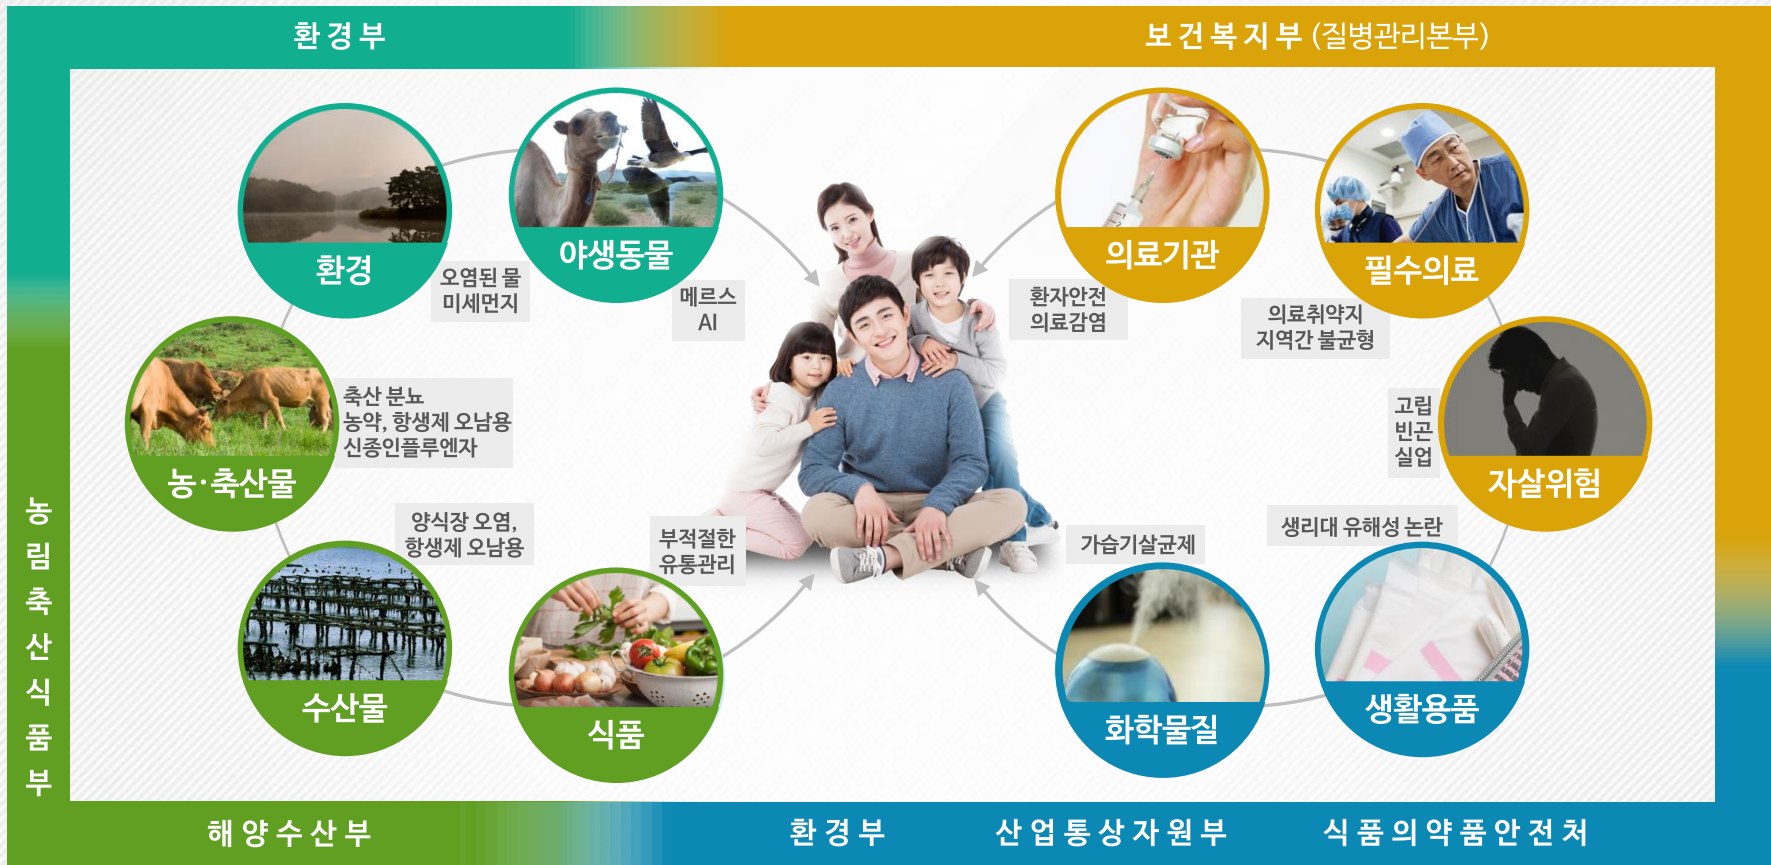 환경부
보건복지부 (질병관리본부)
환경
오염된 물
미세먼지
야생동물
메르스
AI
의료기관
환자안전
의료감염
필수의료
의료취약지
지역간 불균형
농·축산물
축산 분뇨
농약, 항생제 오남용
신종인플루엔자
고립
빈곤
실업
자살위험
양식장 오염,
항생제 오남용
수산물
부적절한
유통관리
식품
가습기살균제
화학물질
생리대 유해성 논란
생활용품
농림축산식품부
해양수산부
환경부
산업통상자원부
식품의약품안전처